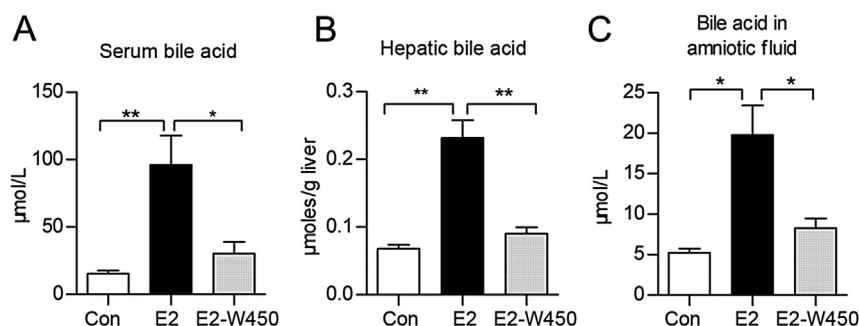 A
Serum bile acid
150
100
50
0
µmol/L
**
*
Con E2 E2-W450
B
Hepatic bile acid
0.3
0.2
0.1
0.0
µmoles/g liver
**
**
Con E2 E2-W450
C
Bile acid in
amniotic fluid
25
20
15
10
5
0
µmol/L
*
*
Con E2 E2-W450